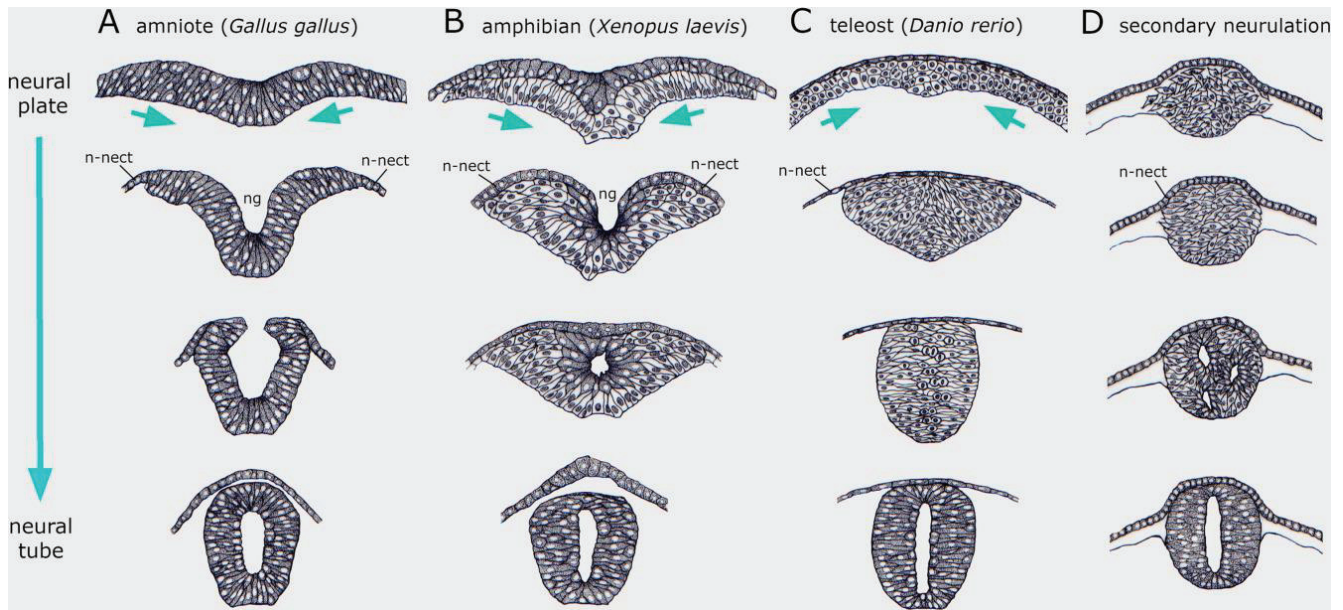 A amniote (Gallus gallus)
B amphibian (Xenopus laevis)
C teleost (Danio rerio)
D secondary neurulation
neural
plate
n-nect
ng
n-nect
n-nect
ng
n-nect
n-nect
n-nect
neural
tube